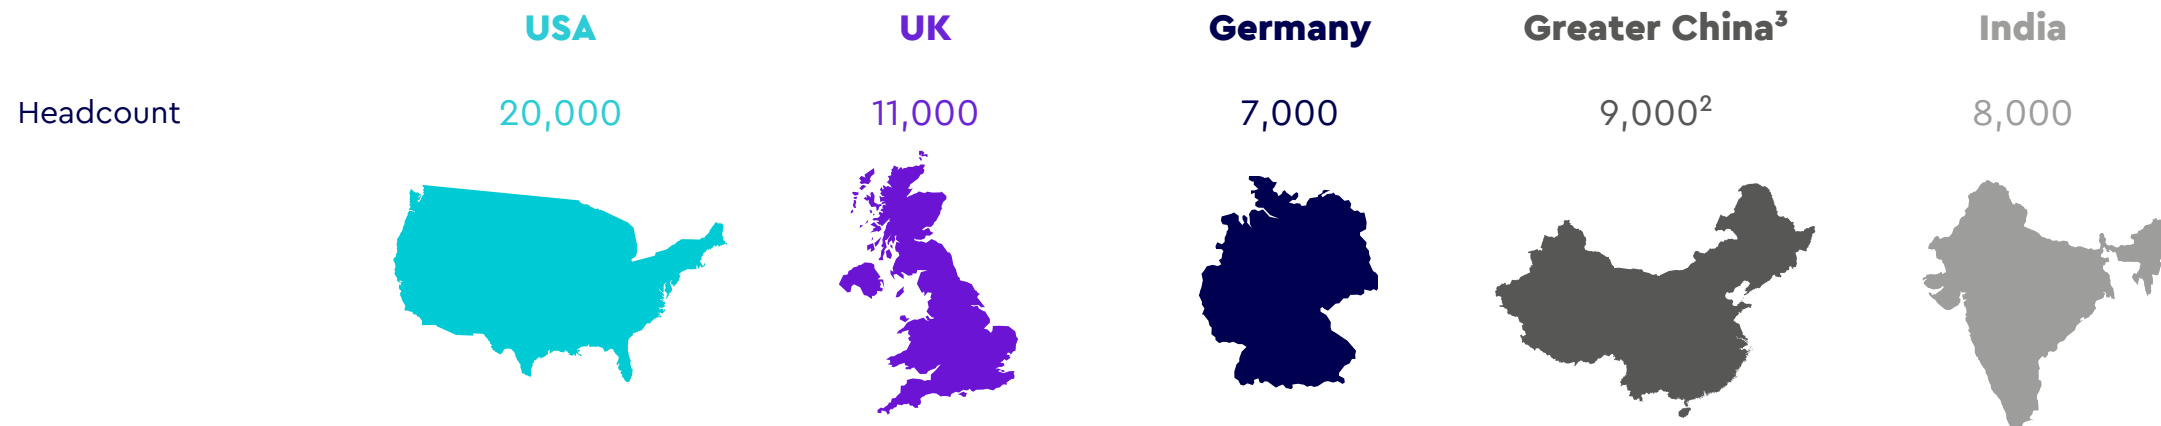 USA UK Germany Greater China³ India
Headcount 20,000 11,000 7,000 9,000² 8,000